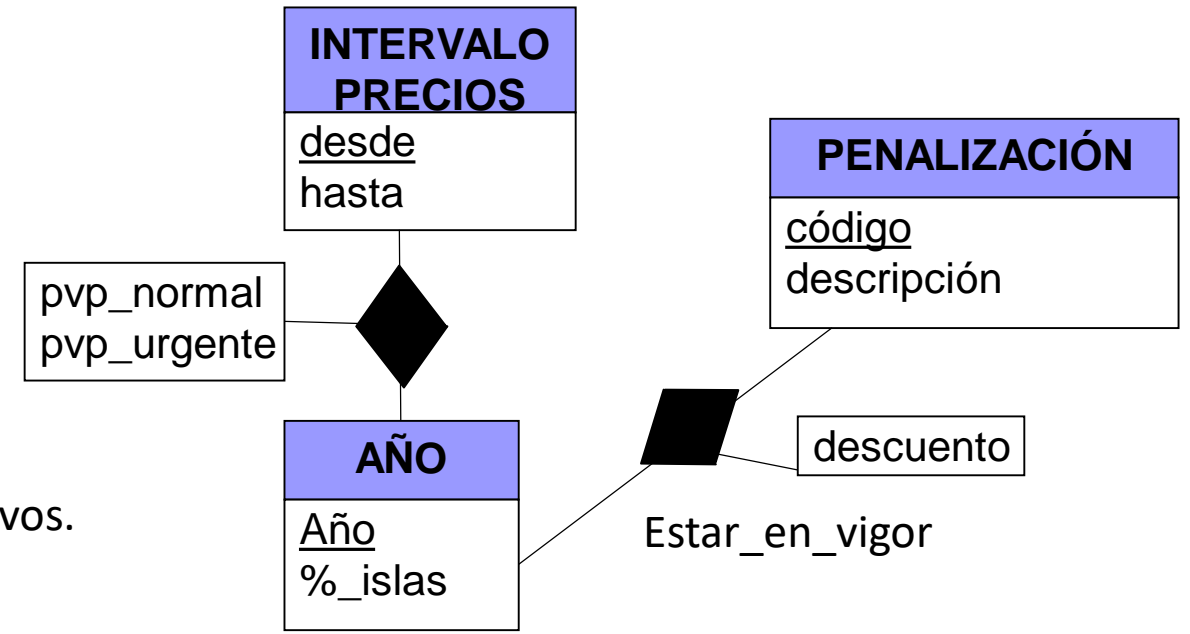 INTERVALO
PRECIOS
desde
hasta
PENALIZACIÓN
código
descripción
pvp_normal
pvp_urgente
AÑO
Año
%_islas
descuento
Estar_en_vigor
vos.